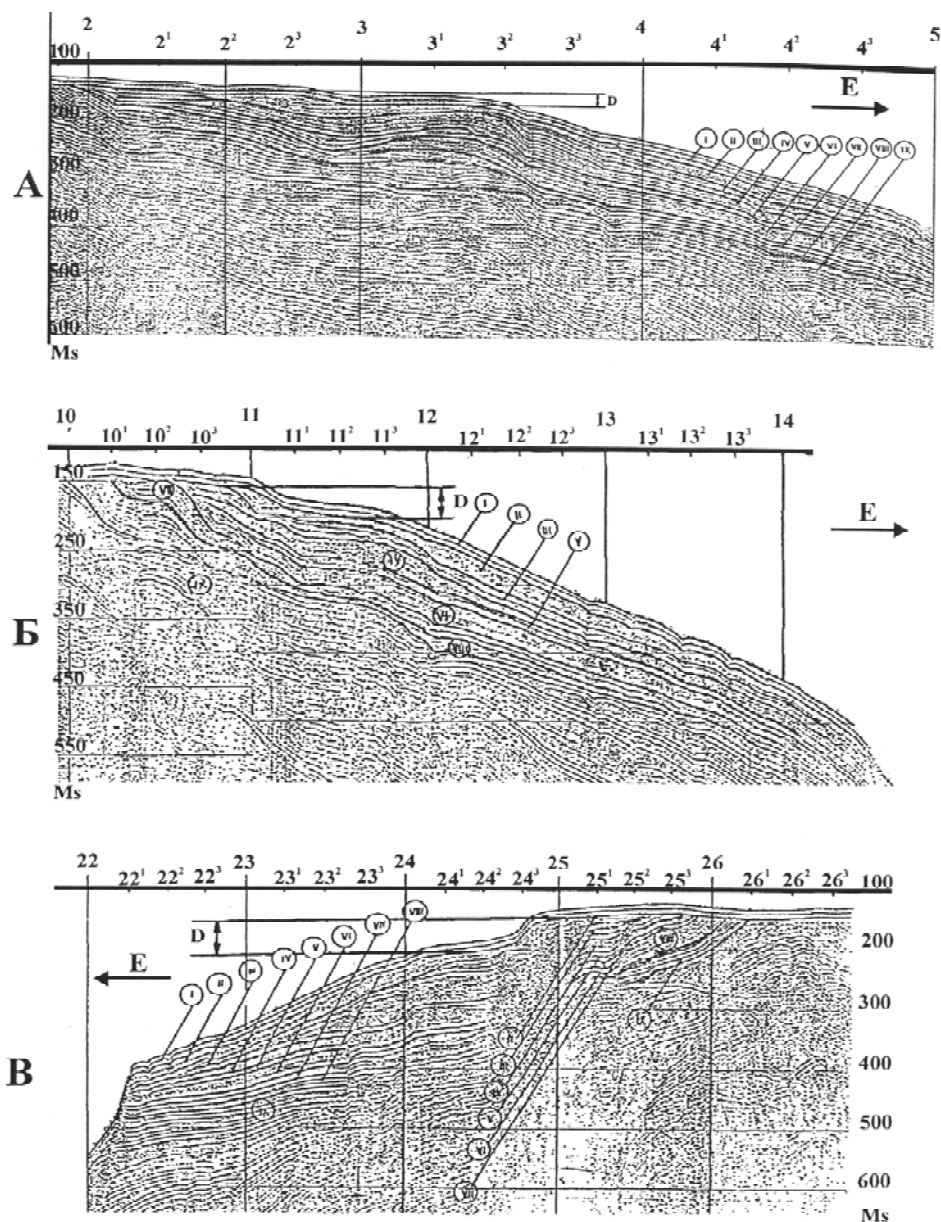 2 3 4 5
2¹ 2² 2³ 3¹ 3² 3³ 4¹ 4² 4³
100
D
E
I II III IV V VI VII VIII IX
А
500
Ms
10 11 12 13 14
10¹ 10² 10³ 11¹ 11² 11³ 12¹ 12² 12³ 13¹ 13² 13³
150
VII
D
I
II
III
V
E
250
IV
350
VI
VIII
Б
450
550
Ms
22 23 24 25 26
22¹ 22² 22³ 23¹ 23² 23³ 24¹ 24² 24³ 25¹ 25² 25³ 26¹ 26² 26³ 100
VIII
VII
D
VI
200
V
IV
E
III
II
I
300
В
400
500
600
Ms